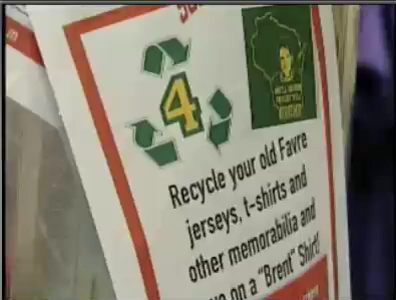 4
Recycle your old Favre
jerseys, t-shirts and
other memorabilia and
on a "Brent" Shirt!